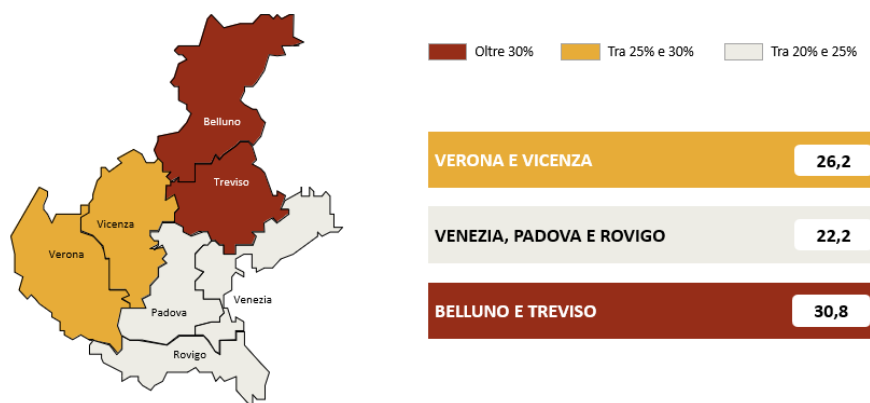 Oltre 30%
Tra 25% e 30%
Tra 20% e 25%
Belluno
Treviso
Vicenza
Verona
Venezia
Padova
Rovigo
VERONA E VICENZA 26,2
VENEZIA, PADOVA E ROVIGO 22,2
BELLUNO E TREVISO 30,8